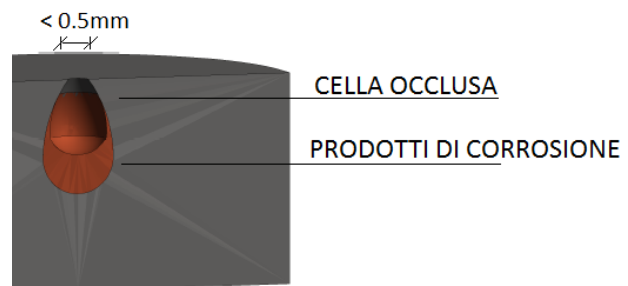 < 0.5mm
CELLA OCCLUSA
PRODOTTI DI CORROSIONE